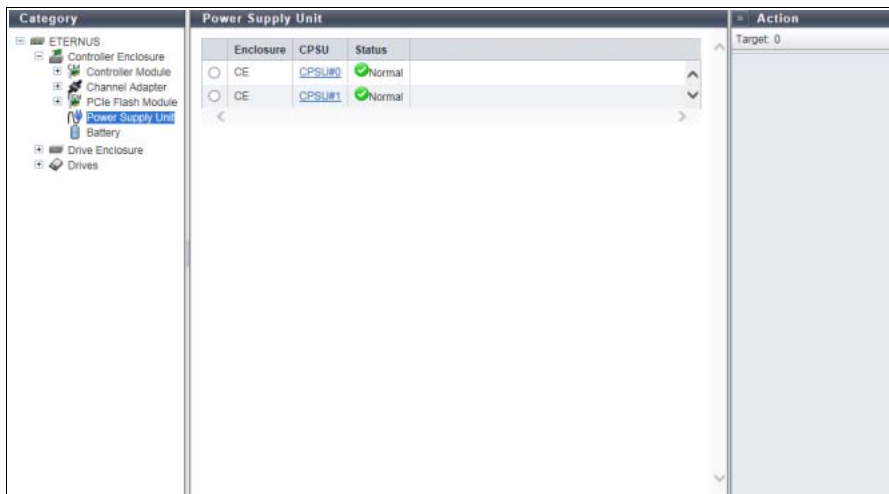 Category
ETERNUS
Controller Enclosure
Controller Module
Channel Adapter
PCIe Flash Module
Power Supply Unit
Battery
Drive Enclosure
Drives
Power Supply Unit
Enclosure CPSU Status
CE CPSU#0 Normal
CE CPSU#1 Normal
» Action
Target: 0